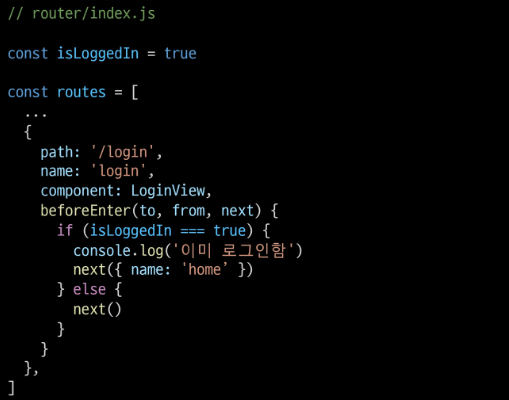 // router/index.js

const isLoggedIn = true

const routes = [
  ...
  {
    path: '/login',
    name: 'login',
    component: LoginView,
    beforeEnter(to, from, next) {
      if (isLoggedIn === true) {
        console.log('이미 로그인함')
        next({ name: 'home’ })
      } else {
        next()
      }
    }
  },
]